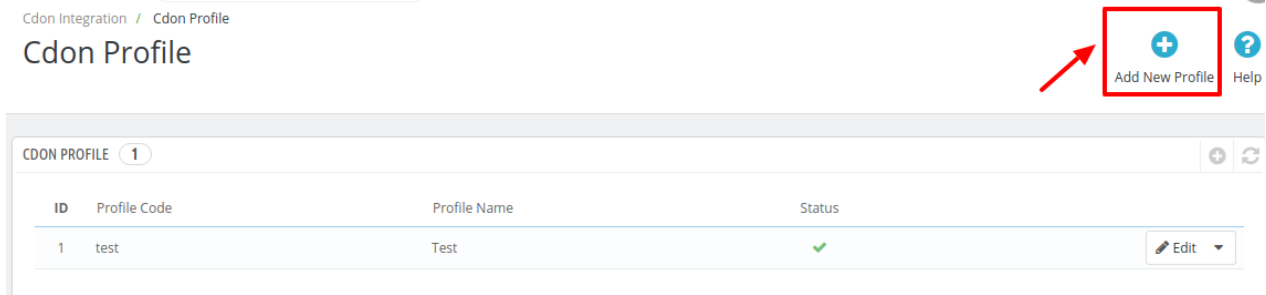 Cdon Integration / Cdon Profile
Cdon Profile
Add New Profile
Help
CDON PROFILE 1
ID Profile Code Profile Name Status
1 test Test Edit